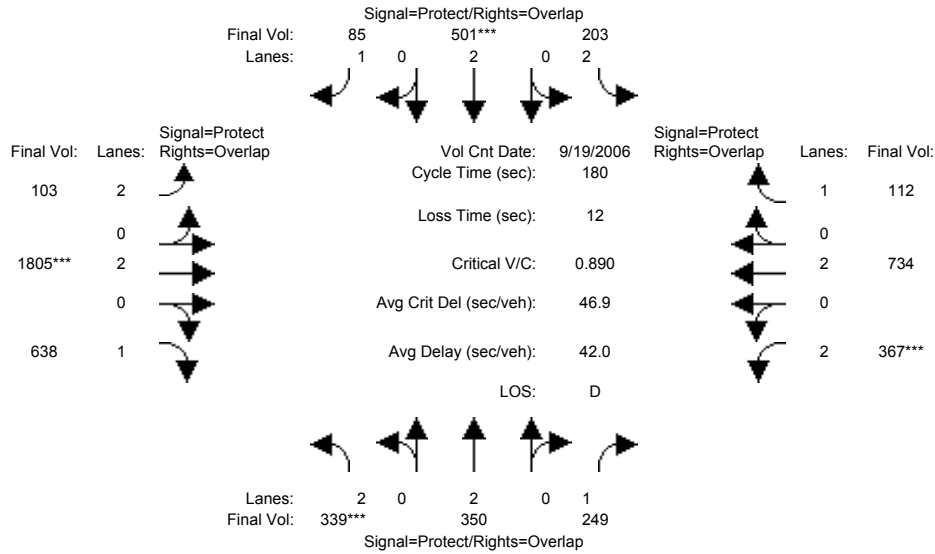 Signal=Protect/Rights=Overlap
Final Vol: 85 501*** 203
Lanes: 1 0 2 0 2
Signal=Protect Signal=Protect
Final Vol: Lanes: Rights=Overlap Vol Cnt Date: 9/19/2006 Rights=Overlap Lanes: Final Vol:
Cycle Time (sec): 180
103 2 1 112
Loss Time (sec): 12
0 0
1805*** 2 Critical V/C: 0.890 2 734
0 Avg Crit Del (sec/veh): 46.9 0
638 1 Avg Delay (sec/veh): 42.0 2 367***
LOS: D
Lanes: 2 0 2 0 1
Final Vol: 339*** 350 249
Signal=Protect/Rights=Overlap